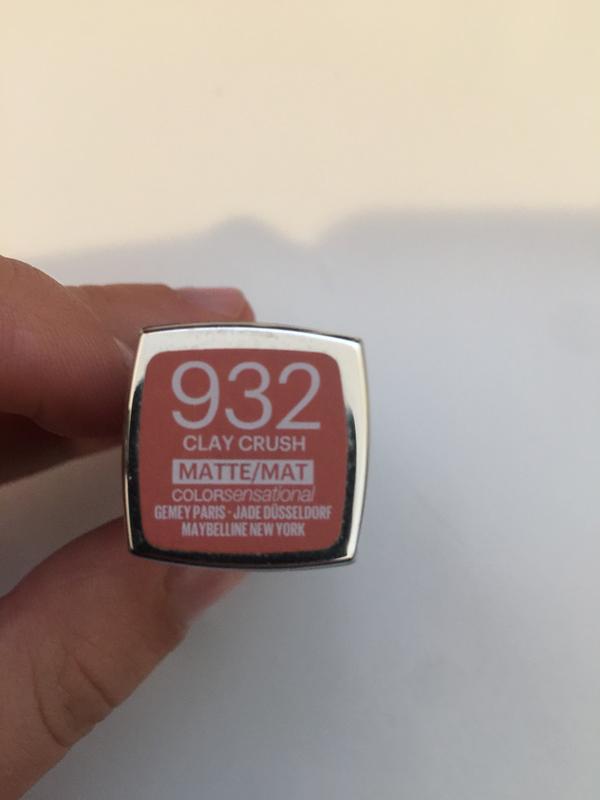 932
CLAY CRUSH
MATTE/MAT
COLORsensational
GEMEY PARIS · JADE DÜSSELDORF
MAYBELLINE NEW YORK